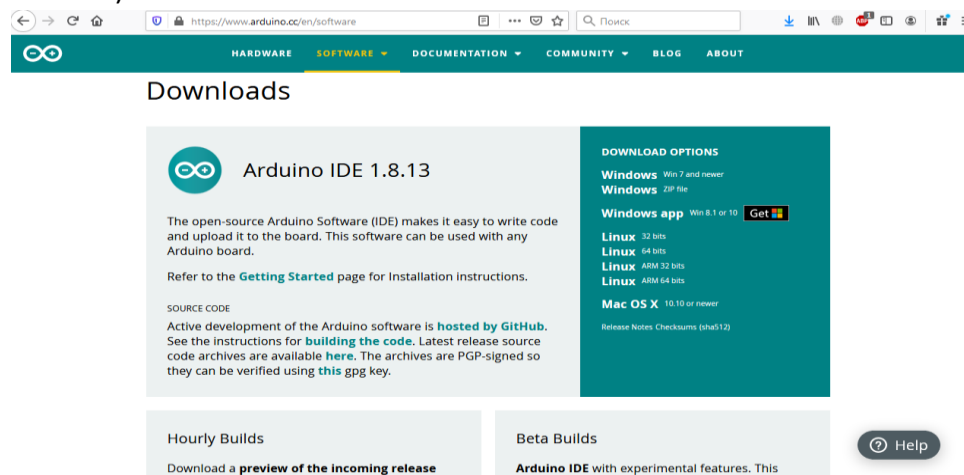 https://www.arduino.cc/en/software
Поиск
HARDWARE SOFTWARE DOCUMENTATION COMMUNITY BLOG ABOUT
Downloads
Arduino IDE 1.8.13
The open-source Arduino Software (IDE) makes it easy to write code
and upload it to the board. This software can be used with any
Arduino board.
Refer to the Getting Started page for Installation instructions.
SOURCE CODE
Active development of the Arduino software is hosted by GitHub.
See the instructions for building the code. Latest release source
code archives are available here. The archives are PGP-signed so
they can be verified using this gpg key.
DOWNLOAD OPTIONS
Windows Win 7 and newer
Windows ZIP file
Windows app Win 8.1 or 10 Get
Linux 32 bits
Linux 64 bits
Linux ARM 32 bits
Linux ARM 64 bits
Mac OS X 10.10 or newer
Release Notes Checksums (sha512)
Hourly Builds
Download a preview of the incoming release
Beta Builds
Arduino IDE with experimental features. This
Help